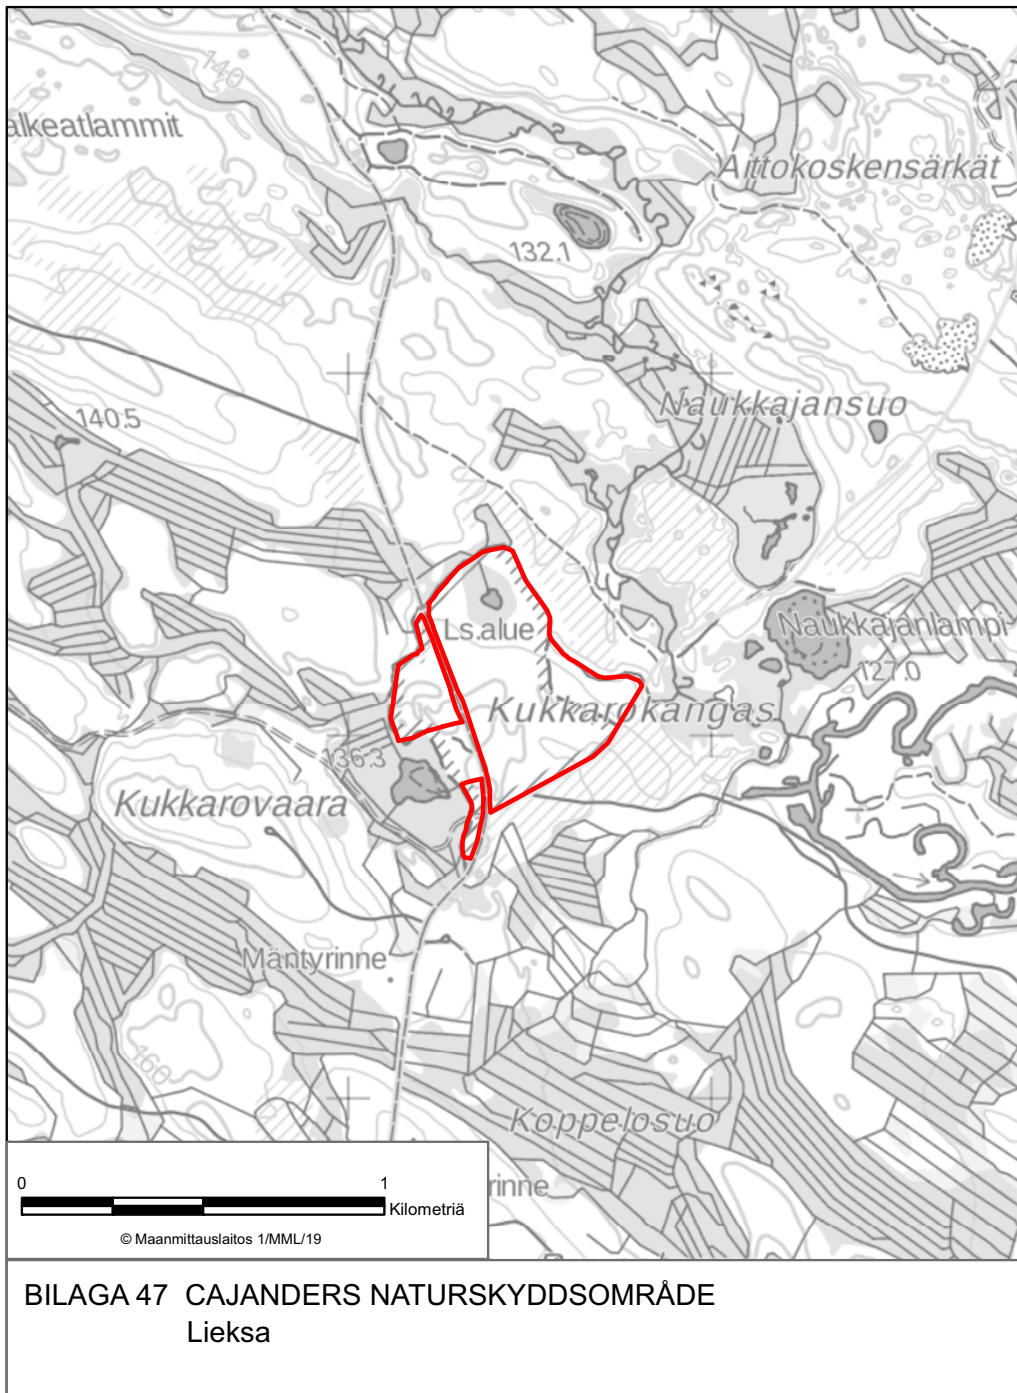 140
alkeatlammit
Aittokoskensärkät
132.1
Naukkajansuo
140.5
Ls.alue
Naukkajanlampi
127.0
Kukkarokangas
136.3
Kukkarovaara
Mäntyrinne
160
Koppelosuo
rinne
0 1
Kilometriä
© Maanmittauslaitos 1/MML/19
BILAGA 47 CAJANDERS NATURSKYDDSOMRÅDE
Lieksa